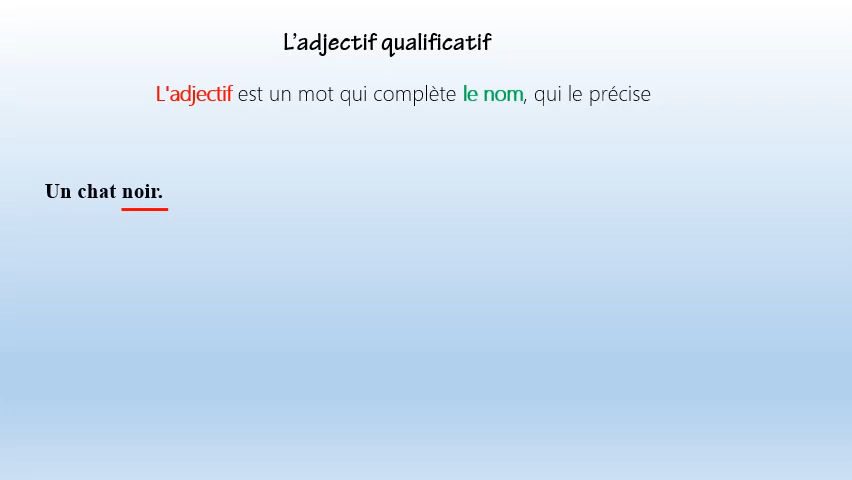 L’adjectif qualificatif
L'adjectif est un mot qui complète le nom, qui le précise
Un chat noir.